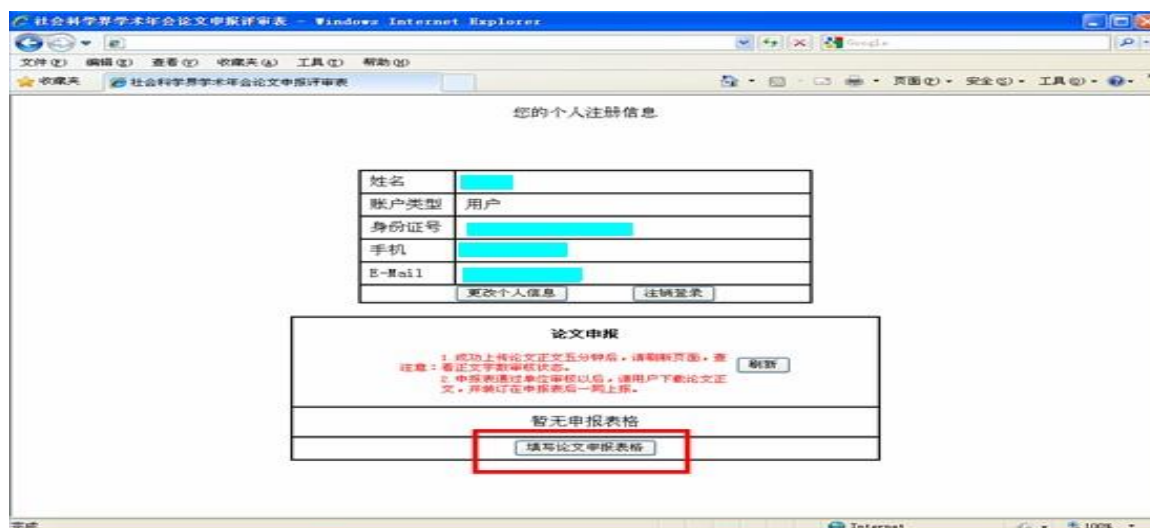 社会科学界学术年会论文申报评审表 - Windows Internet Explorer
Google
文件(F) 编辑(E) 查看(V) 收藏夹(A) 工具(T) 帮助(H)
收藏夹 社会科学界学术年会论文申报评审表 页面(P) 安全(S) 工具(O)
您的个人注册信息
姓名
账户类型 用户
身份证号
手机
E-Mail
更改个人信息 注销登录
论文申报
注意：
1.成功上传论文正文五分钟后，请刷新页面，查
看正文字数审核状态。
2.申报表通过单位审核以后，请用户下载论文正
文，并装订在申报表后一同上报。
刷新
暂无申报表格
填写论文申报表格
完成 Internet 100%